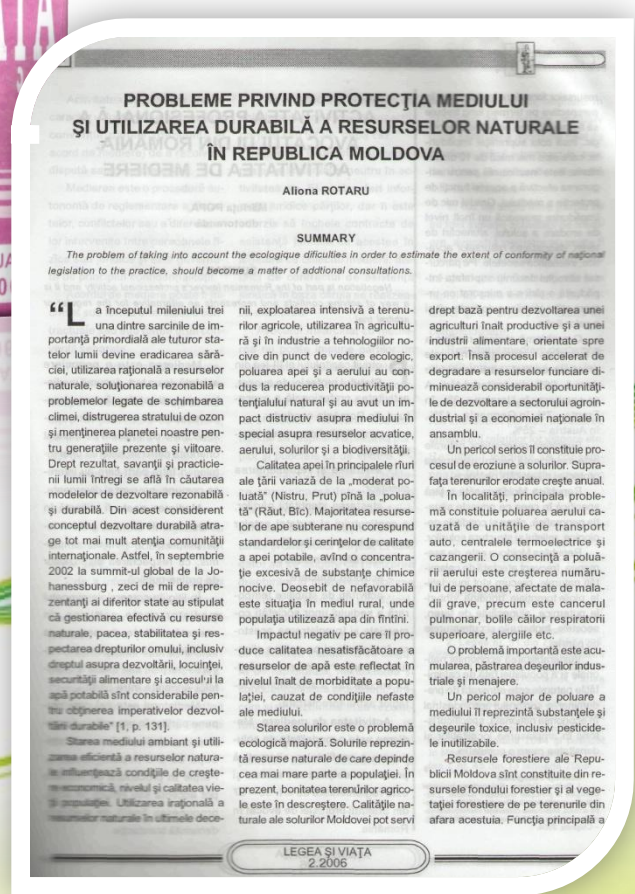 PROBLEME PRIVIND PROTECŢIA MEDIULUI
ŞI UTILIZAREA DURABILĂ A RESURSELOR NATURALE
ÎN REPUBLICA MOLDOVA
Aliona ROTARU
SUMMARY
The problem of taking into account the ecologique dificulties in order to estimate the extent of conformity of national
legislation to the practice, should become a matter of addtional consultations.
“La începutul mileniului trei
una dintre sarcinile de im-
portanţă primordială ale tuturor sta-
telor lumii devine eradicarea sără-
ciei, utilizarea raţională a resurselor
naturale, soluţionarea rezonabilă a
problemelor legate de schimbarea
climei, distrugerea stratului de ozon
şi menţinerea planetei noastre pen-
tru generaţiile prezente şi viitoare.
Drept rezultat, savanţii şi practicie-
nii lumii întregi se află în căutarea
modelelor de dezvoltare rezonabilă
şi durabilă. Din acest considerent
conceptul dezvoltare durabilă atra-
ge tot mai mult atenţia comunităţii
internaţionale. Astfel, în septembrie
2002 la summit-ul global de la Jo-
hanessburg , zeci de mii de repre-
zentanţi ai diferitor state au stipulat
că gestionarea efectivă cu resurse
naturale, pacea, stabilitatea şi res-
pectarea drepturilor omului, inclusiv
dreptul asupra dezvoltării, locuinţei,
securităţii alimentare şi accesul la
apă potabilă sînt considerabile pen-
tru obţinerea imperativelor dezvol-
tării durabile” [1, p. 131].
Starea mediului ambiant şi utili-
zarea eficientă a resurselor natura-
le influenţează condiţiile de creşte-
re economică, nivelul şi calitatea vie-
ţii populaţiei. Utilizarea iraţională a
resurselor naturale în ultimele dece-
nii, exploatarea intensivă a terenu-
rilor agricole, utilizarea în agricultu-
ră şi în industrie a tehnologiilor no-
cive din punct de vedere ecologic,
poluarea apei şi a aerului au con-
dus la reducerea productivităţii po-
tenţialului natural şi au avut un im-
pact distructiv asupra mediului în
special asupra resurselor acvatice,
aerului, solurilor şi a biodiversităţii.
Calitatea apei în principalele rîuri
ale ţării variază de la „moderat po-
luată” (Nistru, Prut) pînă la „polua-
tă” (Răut, Bîc). Majoritatea resurse-
lor de ape subterane nu corespund
standardelor şi cerinţelor de calitate
a apei potabile, avînd o concentra-
ţie excesivă de substanţe chimice
nocive. Deosebit de nefavorabilă
este situaţia în mediul rural, unde
populaţia utilizează apa din fîntîni.
Impactul negativ pe care îl pro-
duce calitatea nesatisfăcătoare a
resurselor de apă este reflectat în
nivelul înalt de morbiditate a popu-
laţiei, cauzat de condiţiile nefaste
ale mediului.
Starea solurilor este o problemă
ecologică majoră. Solurile reprezin-
tă resurse naturale de care depinde
cea mai mare parte a populaţiei. În
prezent, bonitatea terenurilor agrico-
le este în descreştere. Calităţile na-
turale ale solurilor Moldovei pot servi
drept bază pentru dezvoltarea unei
agriculturi înalt productive şi a unei
industrii alimentare, orientate spre
export. Însă procesul accelerat de
degradare a resurselor funciare di-
minuează considerabil oportunităţi-
le de dezvoltare a sectorului agroin-
dustrial şi a economiei naţionale în
ansamblu.
Un pericol serios îl constituie pro-
cesul de eroziune a solurilor. Supra-
faţa terenurilor erodate creşte anual.
În localităţi, principala proble-
mă constituie poluarea aerului ca-
uzată de unităţile de transport
auto, centralele termoelectrice şi
cazangerii. O consecinţă a poluă-
rii aerului este creşterea număru-
lui de persoane, afectate de mala-
dii grave, precum este cancerul
pulmonar, bolile căilor respiratorii
superioare, alergiile etc.
O problemă importantă este acu-
mularea, păstrarea deşeurilor indus-
triale şi menajere.
Un pericol major de poluare a
mediului îl reprezintă substanţele şi
deşeurile toxice, inclusiv pesticide-
le inutilizabile.
Resursele forestiere ale Repu-
blicii Moldova sînt constituite din re-
sursele fondului forestier şi al vege-
taţiei forestiere de pe terenurile din
afara acestuia. Funcţia principală a
LEGEA ŞI VIAŢA
2.2006